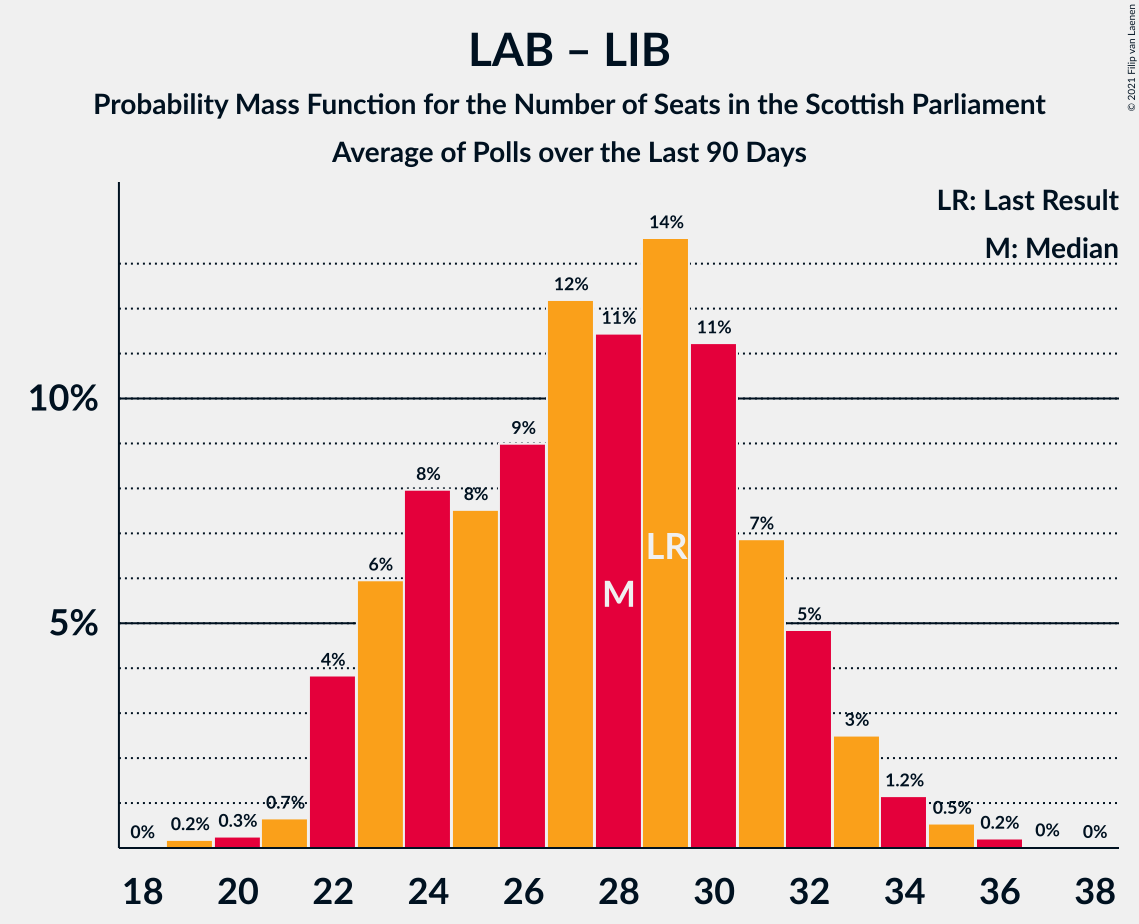 LAB – LIB
Probability Mass Function for the Number of Seats in the Scottish Parliament
Average of Polls over the Last 90 Days
© 2021 Filip van Laenen
LR: Last Result
M: Median
10%
5%
0%
0.2%
0.3%
0.7%
4%
6%
8%
8%
9%
12%
11%
14%
11%
7%
5%
3%
1.2%
0.5%
0.2%
0%
0%
M
LR
18 20 22 24 26 28 30 32 34 36 38